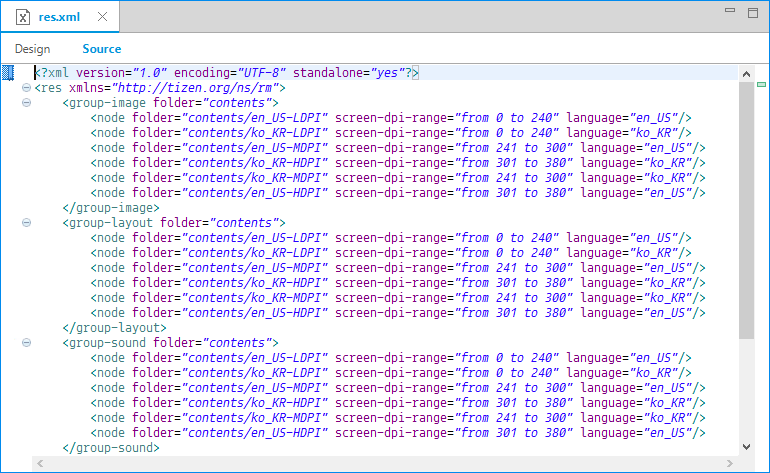 res.xml
Design Source
<?xml version="1.0" encoding="UTF-8" standalone="yes"?>
<res xmlns="http://tizen.org/ns/rm">
<group-image folder="contents">
<node folder="contents/en_US-LDPI" screen-dpi-range="from 0 to 240" language="en_US"/>
<node folder="contents/ko_KR-LDPI" screen-dpi-range="from 0 to 240" language="ko_KR"/>
<node folder="contents/en_US-MDPI" screen-dpi-range="from 241 to 300" language="en_US"/>
<node folder="contents/ko_KR-HDPI" screen-dpi-range="from 301 to 380" language="ko_KR"/>
<node folder="contents/ko_KR-MDPI" screen-dpi-range="from 241 to 300" language="ko_KR"/>
<node folder="contents/en_US-HDPI" screen-dpi-range="from 301 to 380" language="en_US"/>
</group-image>
<group-layout folder="contents">
<node folder="contents/en_US-LDPI" screen-dpi-range="from 0 to 240" language="en_US"/>
<node folder="contents/ko_KR-LDPI" screen-dpi-range="from 0 to 240" language="ko_KR"/>
<node folder="contents/en_US-MDPI" screen-dpi-range="from 241 to 300" language="en_US"/>
<node folder="contents/ko_KR-HDPI" screen-dpi-range="from 301 to 380" language="ko_KR"/>
<node folder="contents/ko_KR-MDPI" screen-dpi-range="from 241 to 300" language="ko_KR"/>
<node folder="contents/en_US-HDPI" screen-dpi-range="from 301 to 380" language="en_US"/>
</group-layout>
<group-sound folder="contents">
<node folder="contents/en_US-LDPI" screen-dpi-range="from 0 to 240" language="en_US"/>
<node folder="contents/ko_KR-LDPI" screen-dpi-range="from 0 to 240" language="ko_KR"/>
<node folder="contents/en_US-MDPI" screen-dpi-range="from 241 to 300" language="en_US"/>
<node folder="contents/ko_KR-HDPI" screen-dpi-range="from 301 to 380" language="ko_KR"/>
<node folder="contents/ko_KR-MDPI" screen-dpi-range="from 241 to 300" language="ko_KR"/>
<node folder="contents/en_US-HDPI" screen-dpi-range="from 301 to 380" language="en_US"/>
</group-sound>